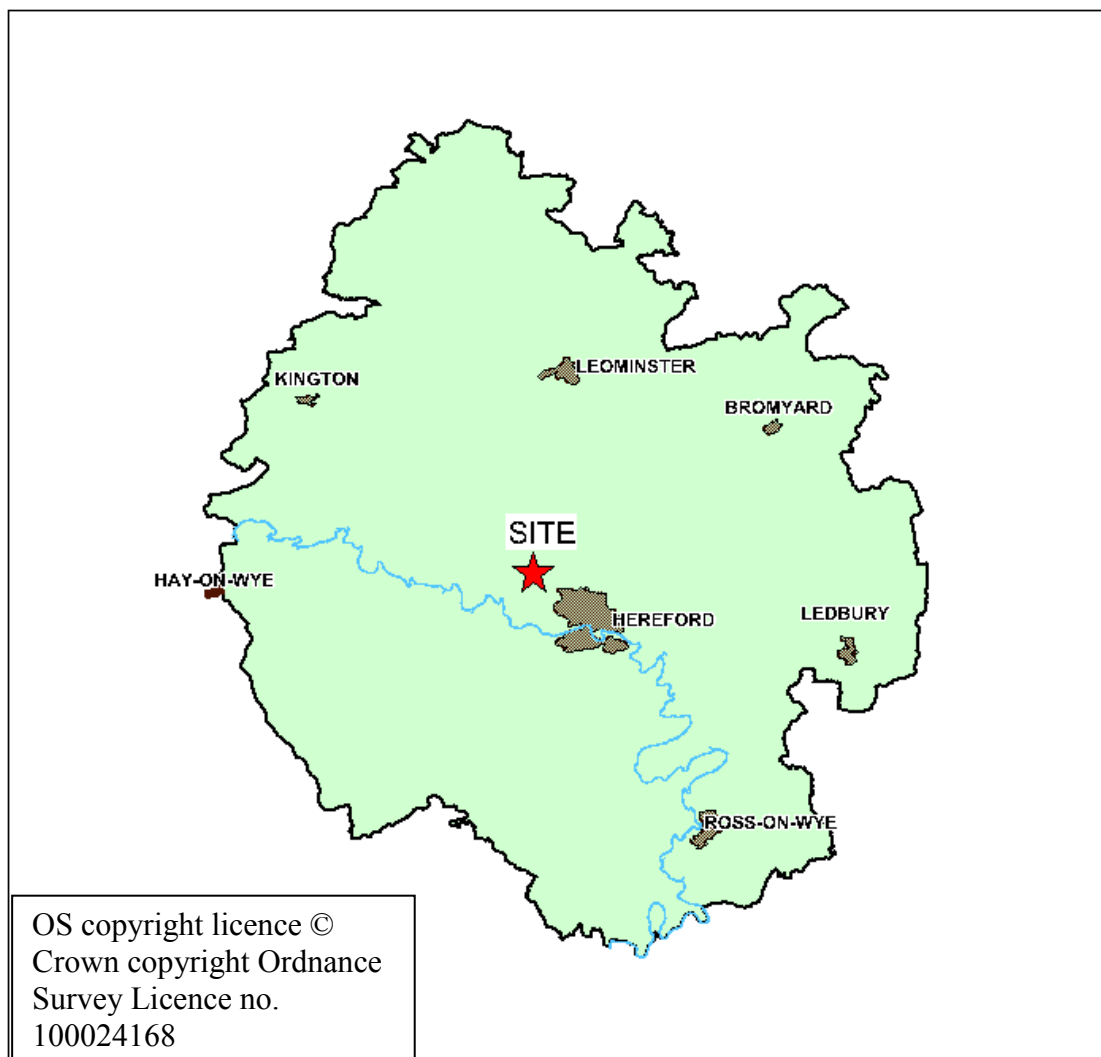 LEOMINSTER
KINGTON
BROMYARD
SITE
HAY-ON-WYE
HEREFORD
LEDBURY
ROSS-ON-WYE
OS copyright licence ©
Crown copyright Ordnance
Survey Licence no.
100024168